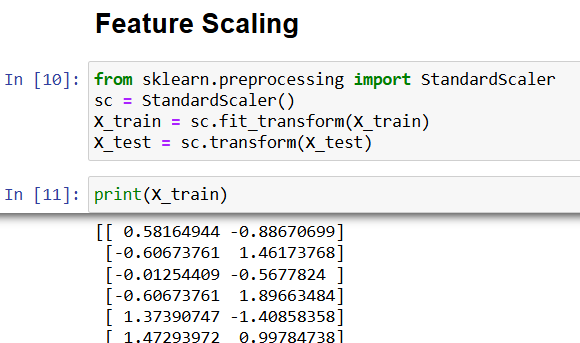 Feature Scaling
In [10]: from sklearn.preprocessing import StandardScaler
sc = StandardScaler()
X_train = sc.fit_transform(X_train)
X_test = sc.transform(X_test)
In [11]: print(X_train)
[[ 0.58164944 -0.88670699]
[-0.60673761  1.46173768]
[-0.01254409 -0.5677824 ]
[-0.60673761  1.89663484]
[ 1.37390747 -1.40858358]
[ 1.47293972  0.99784738]